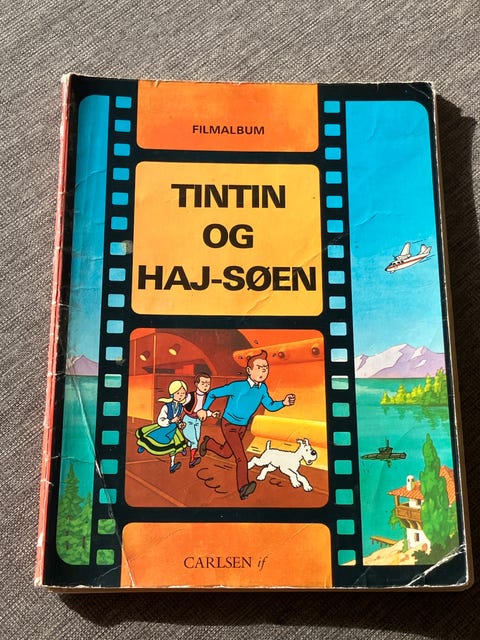 FILMALBUM
TINTIN
OG
HAJ-SØEN
CARLSEN if